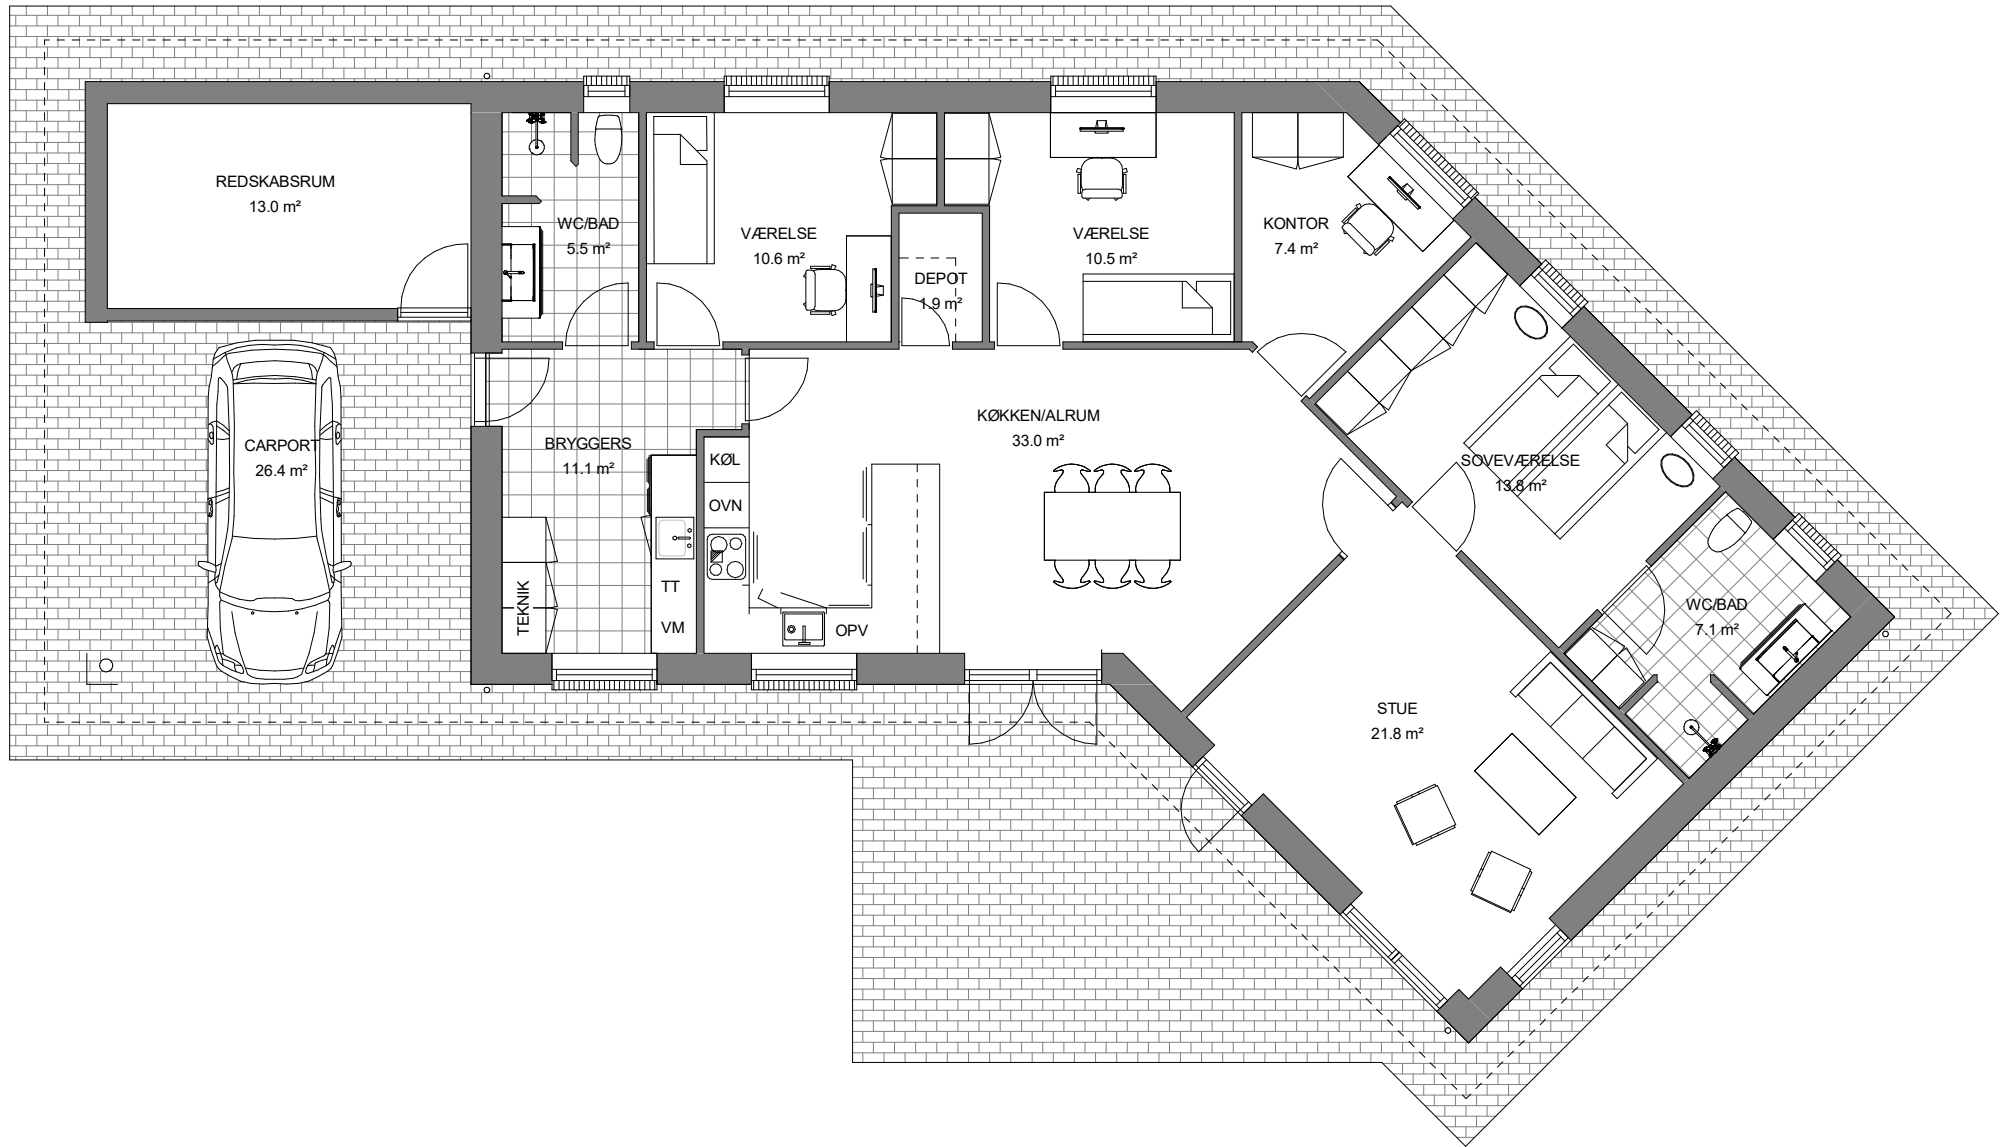 REDSKABSRUM
13.0 m²
WC/BAD
5.5 m²
VÆRELSE
10.6 m²
DEPOT
1.9 m²
VÆRELSE
10.5 m²
KONTOR
7.4 m²
CARPORT
26.4 m²
BRYGGERS
11.1 m²
KØL
OVN
TEKNIK
TT
VM
OPV
KØKKEN/ALRUM
33.0 m²
SOVEVÆRELSE
13.8 m²
WC/BAD
7.1 m²
STUE
21.8 m²